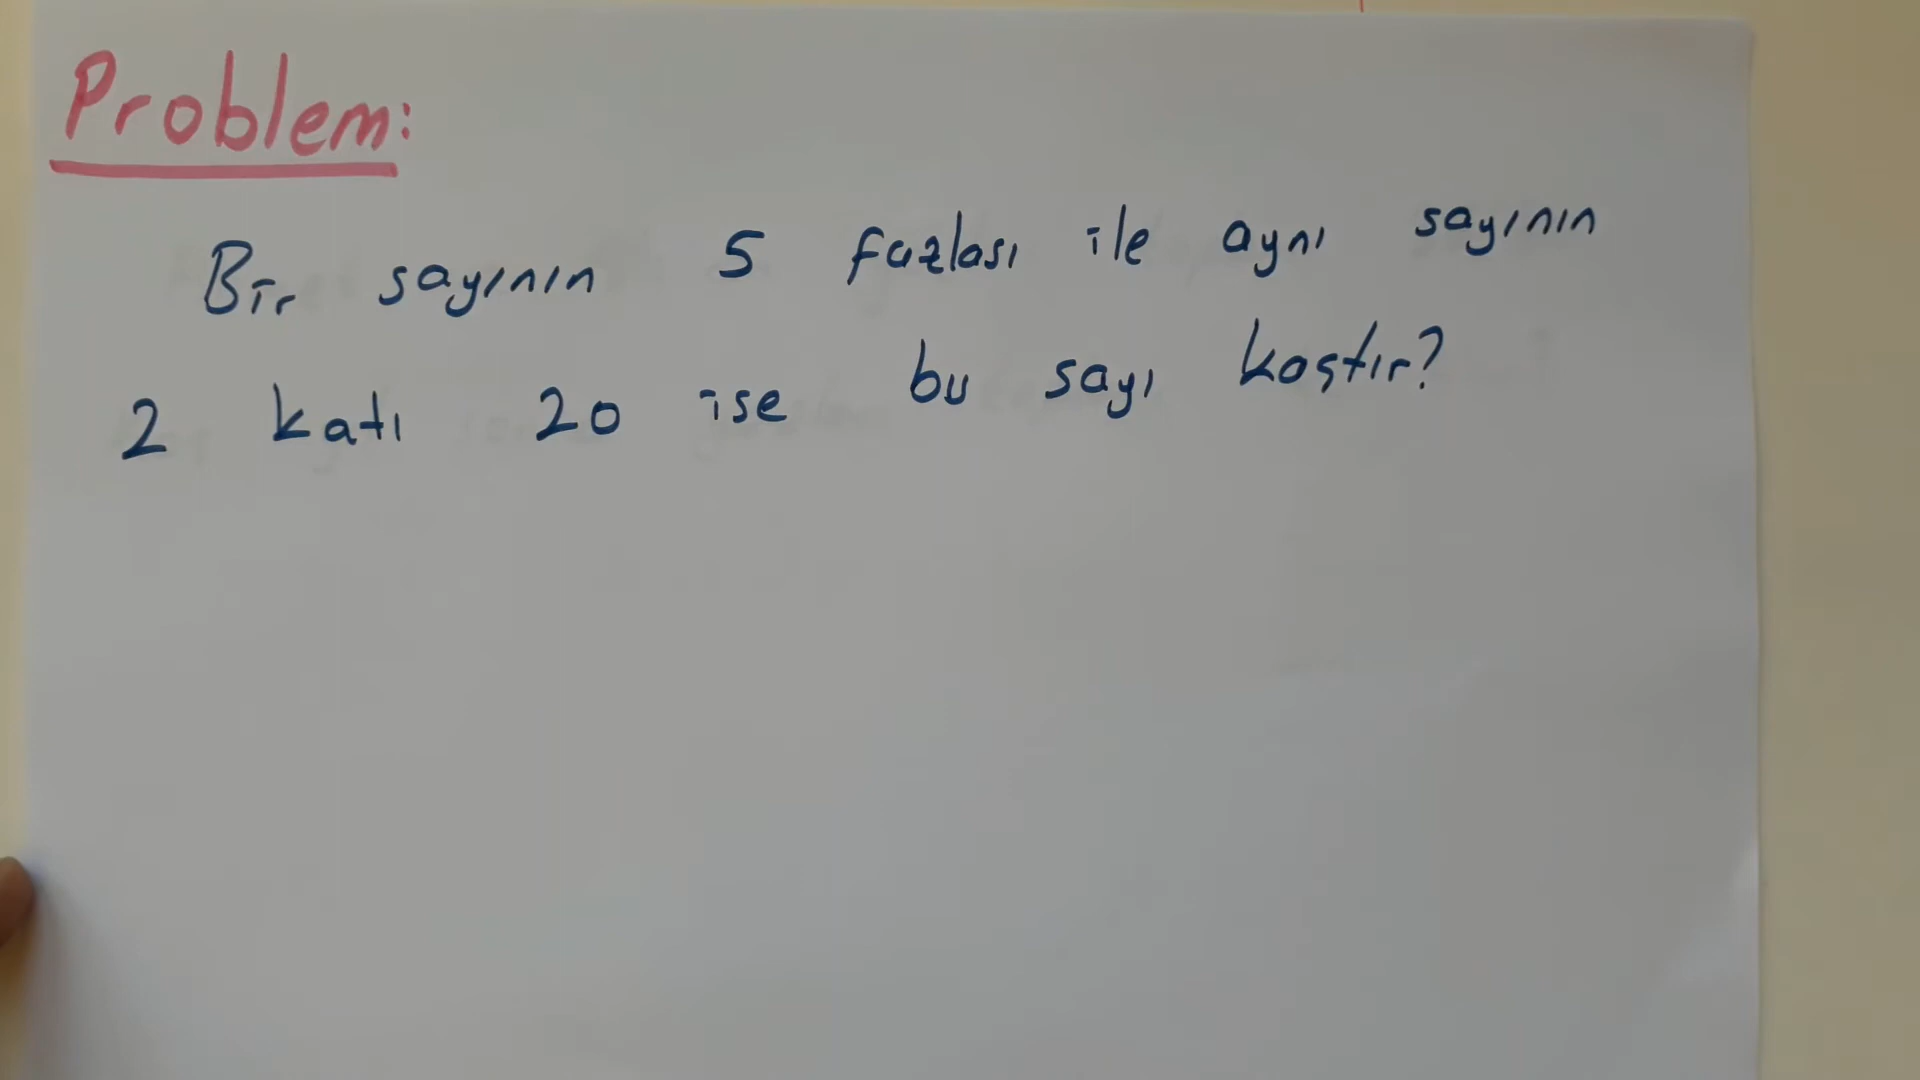 Problem:
Bir sayının 5 fazlası ile aynı sayının
2 katı 20 ise bu sayı kaçtır?